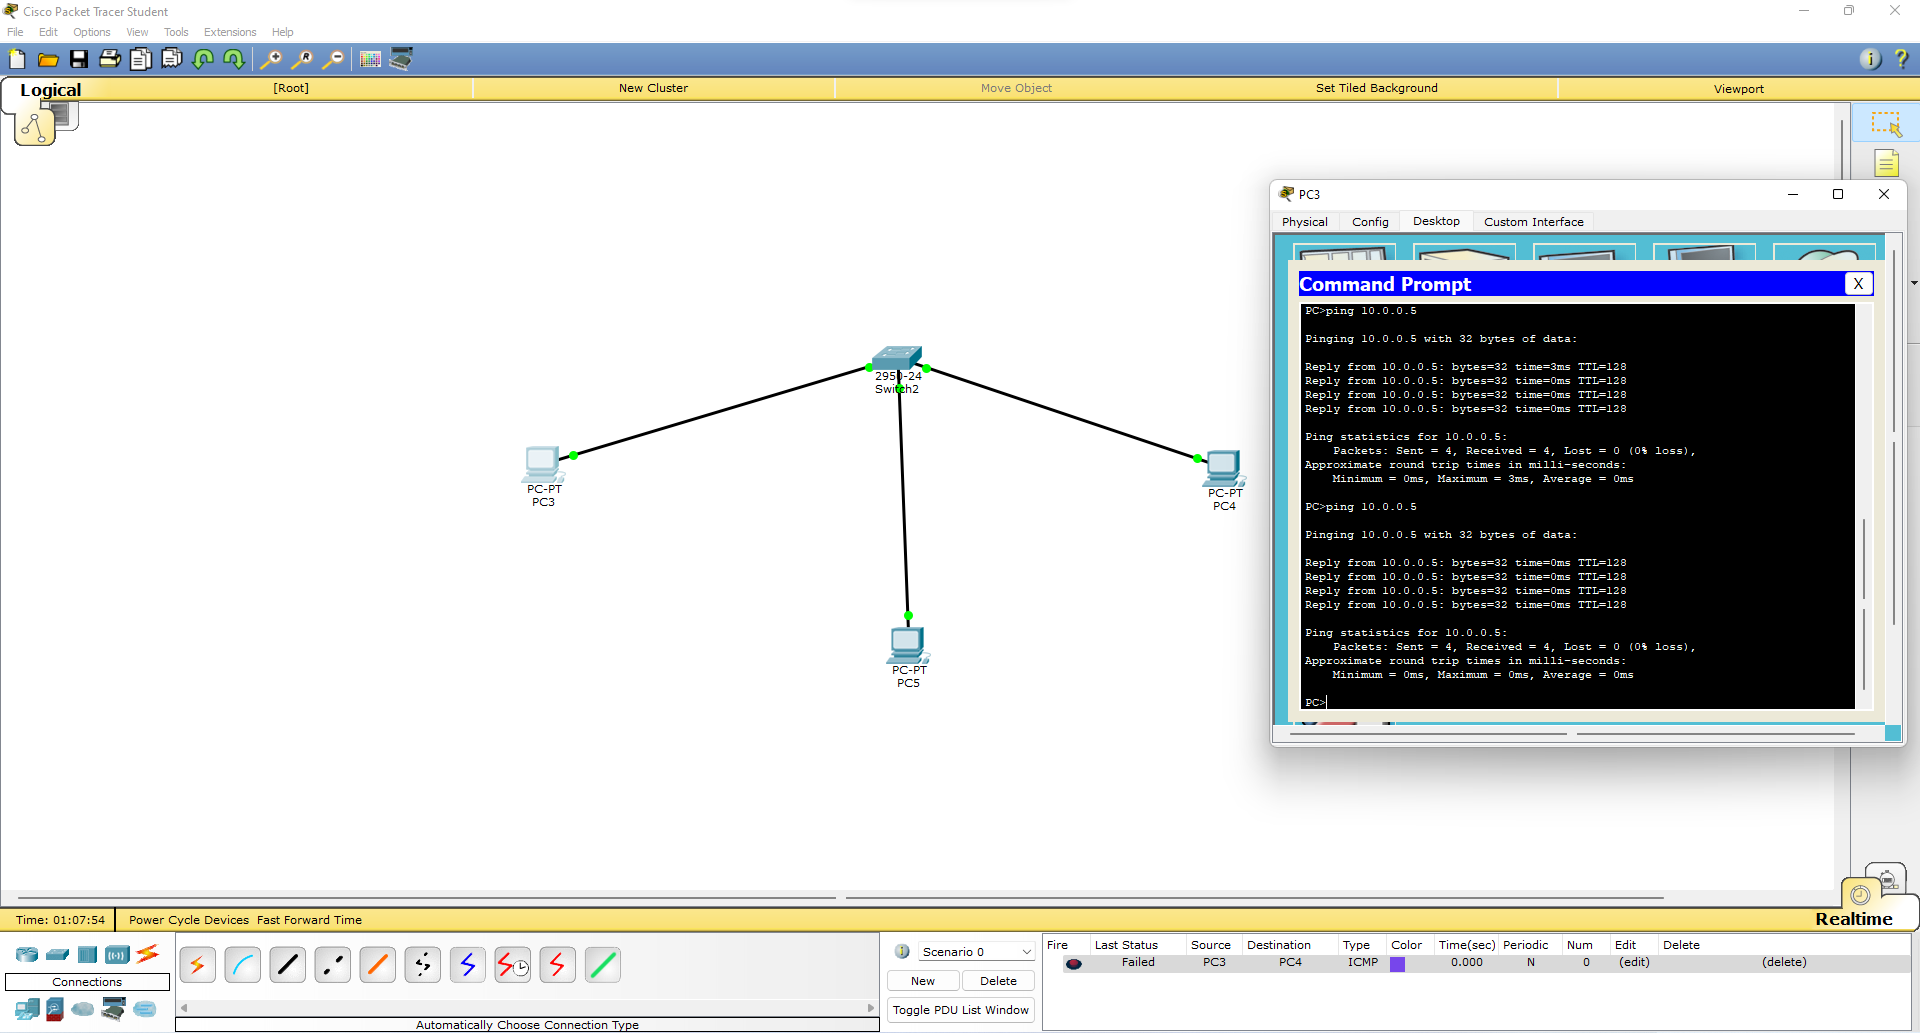 Cisco Packet Tracer Student
File Edit Options View Tools Extensions Help
Logical [Root] New Cluster Move Object Set Tiled Background Viewport
2950-24
Switch2
PC-PT
PC3
PC-PT
PC4
PC-PT
PC5
PC3
Physical Config Desktop Custom Interface
Command Prompt X
PC>ping 10.0.0.5
Pinging 10.0.0.5 with 32 bytes of data:
Reply from 10.0.0.5: bytes=32 time=3ms TTL=128
Reply from 10.0.0.5: bytes=32 time=0ms TTL=128
Reply from 10.0.0.5: bytes=32 time=0ms TTL=128
Reply from 10.0.0.5: bytes=32 time=0ms TTL=128
Ping statistics for 10.0.0.5:
Packets: Sent = 4, Received = 4, Lost = 0 (0% loss),
Approximate round trip times in milli-seconds:
Minimum = 0ms, Maximum = 3ms, Average = 0ms
PC>ping 10.0.0.5
Pinging 10.0.0.5 with 32 bytes of data:
Reply from 10.0.0.5: bytes=32 time=0ms TTL=128
Reply from 10.0.0.5: bytes=32 time=0ms TTL=128
Reply from 10.0.0.5: bytes=32 time=0ms TTL=128
Reply from 10.0.0.5: bytes=32 time=0ms TTL=128
Ping statistics for 10.0.0.5:
Packets: Sent = 4, Received = 4, Lost = 0 (0% loss),
Approximate round trip times in milli-seconds:
Minimum = 0ms, Maximum = 0ms, Average = 0ms
PC>
Time: 01:07:54 Power Cycle Devices Fast Forward Time Realtime
Connections
Automatically Choose Connection Type
Scenario 0
New Delete
Toggle PDU List Window
Fire Last Status Source Destination Type Color Time(sec) Periodic Num Edit Delete
Failed PC3 PC4 ICMP 0.000 N 0 (edit) (delete)